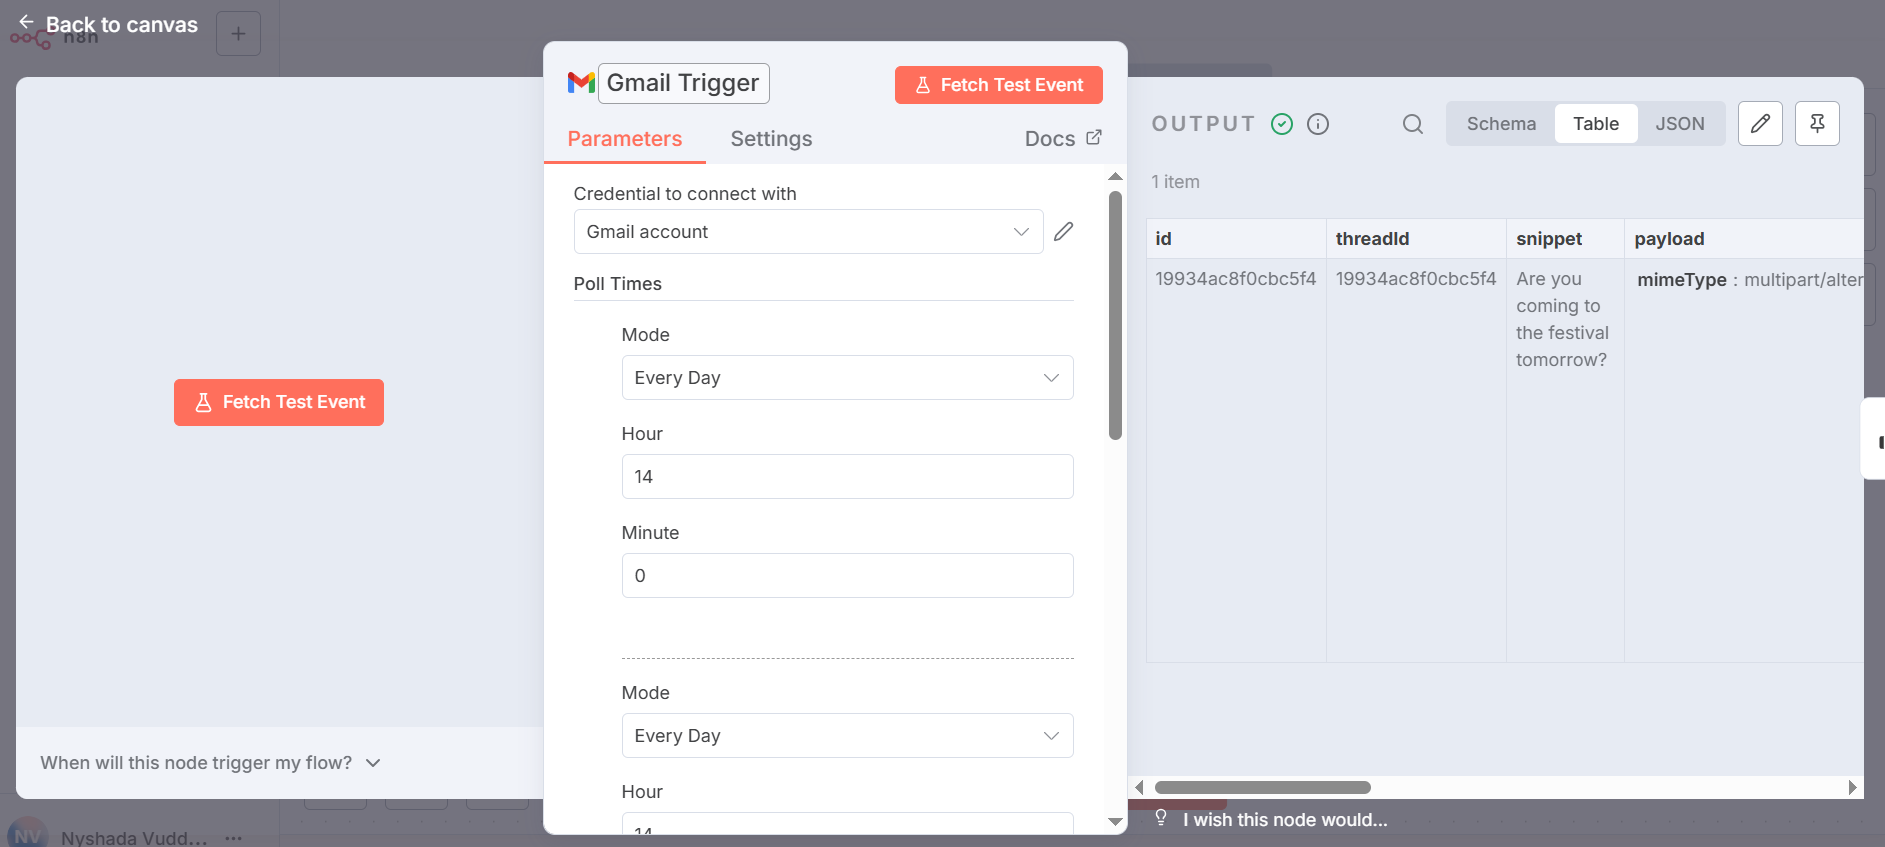 Back to canvas
n8n
Gmail Trigger
Fetch Test Event
Parameters
Settings
Docs
Credential to connect with
Gmail account
Poll Times
Mode
Every Day
Hour
14
Minute
0
Mode
Every Day
Hour
14
Fetch Test Event
When will this node trigger my flow?
OUTPUT
Schema
Table
JSON
1 item
id
threadId
snippet
payload
19934ac8f0cbc5f4
19934ac8f0cbc5f4
Are you
coming to
the festival
tomorrow?
mimeType : multipart/alter
I wish this node would...
NV
Nyshada Vudd...